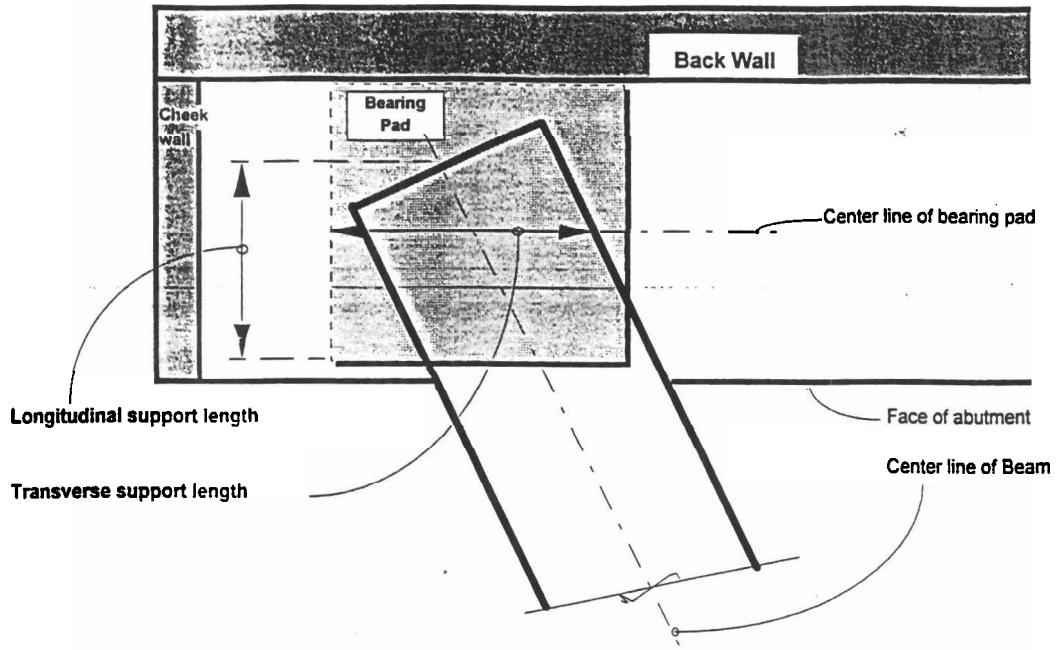 Back Wall
Bearing
Pad
Cheek
wall
Center line of bearing pad
Longitudinal support length
Face of abutment
Center line of Beam
Transverse support length